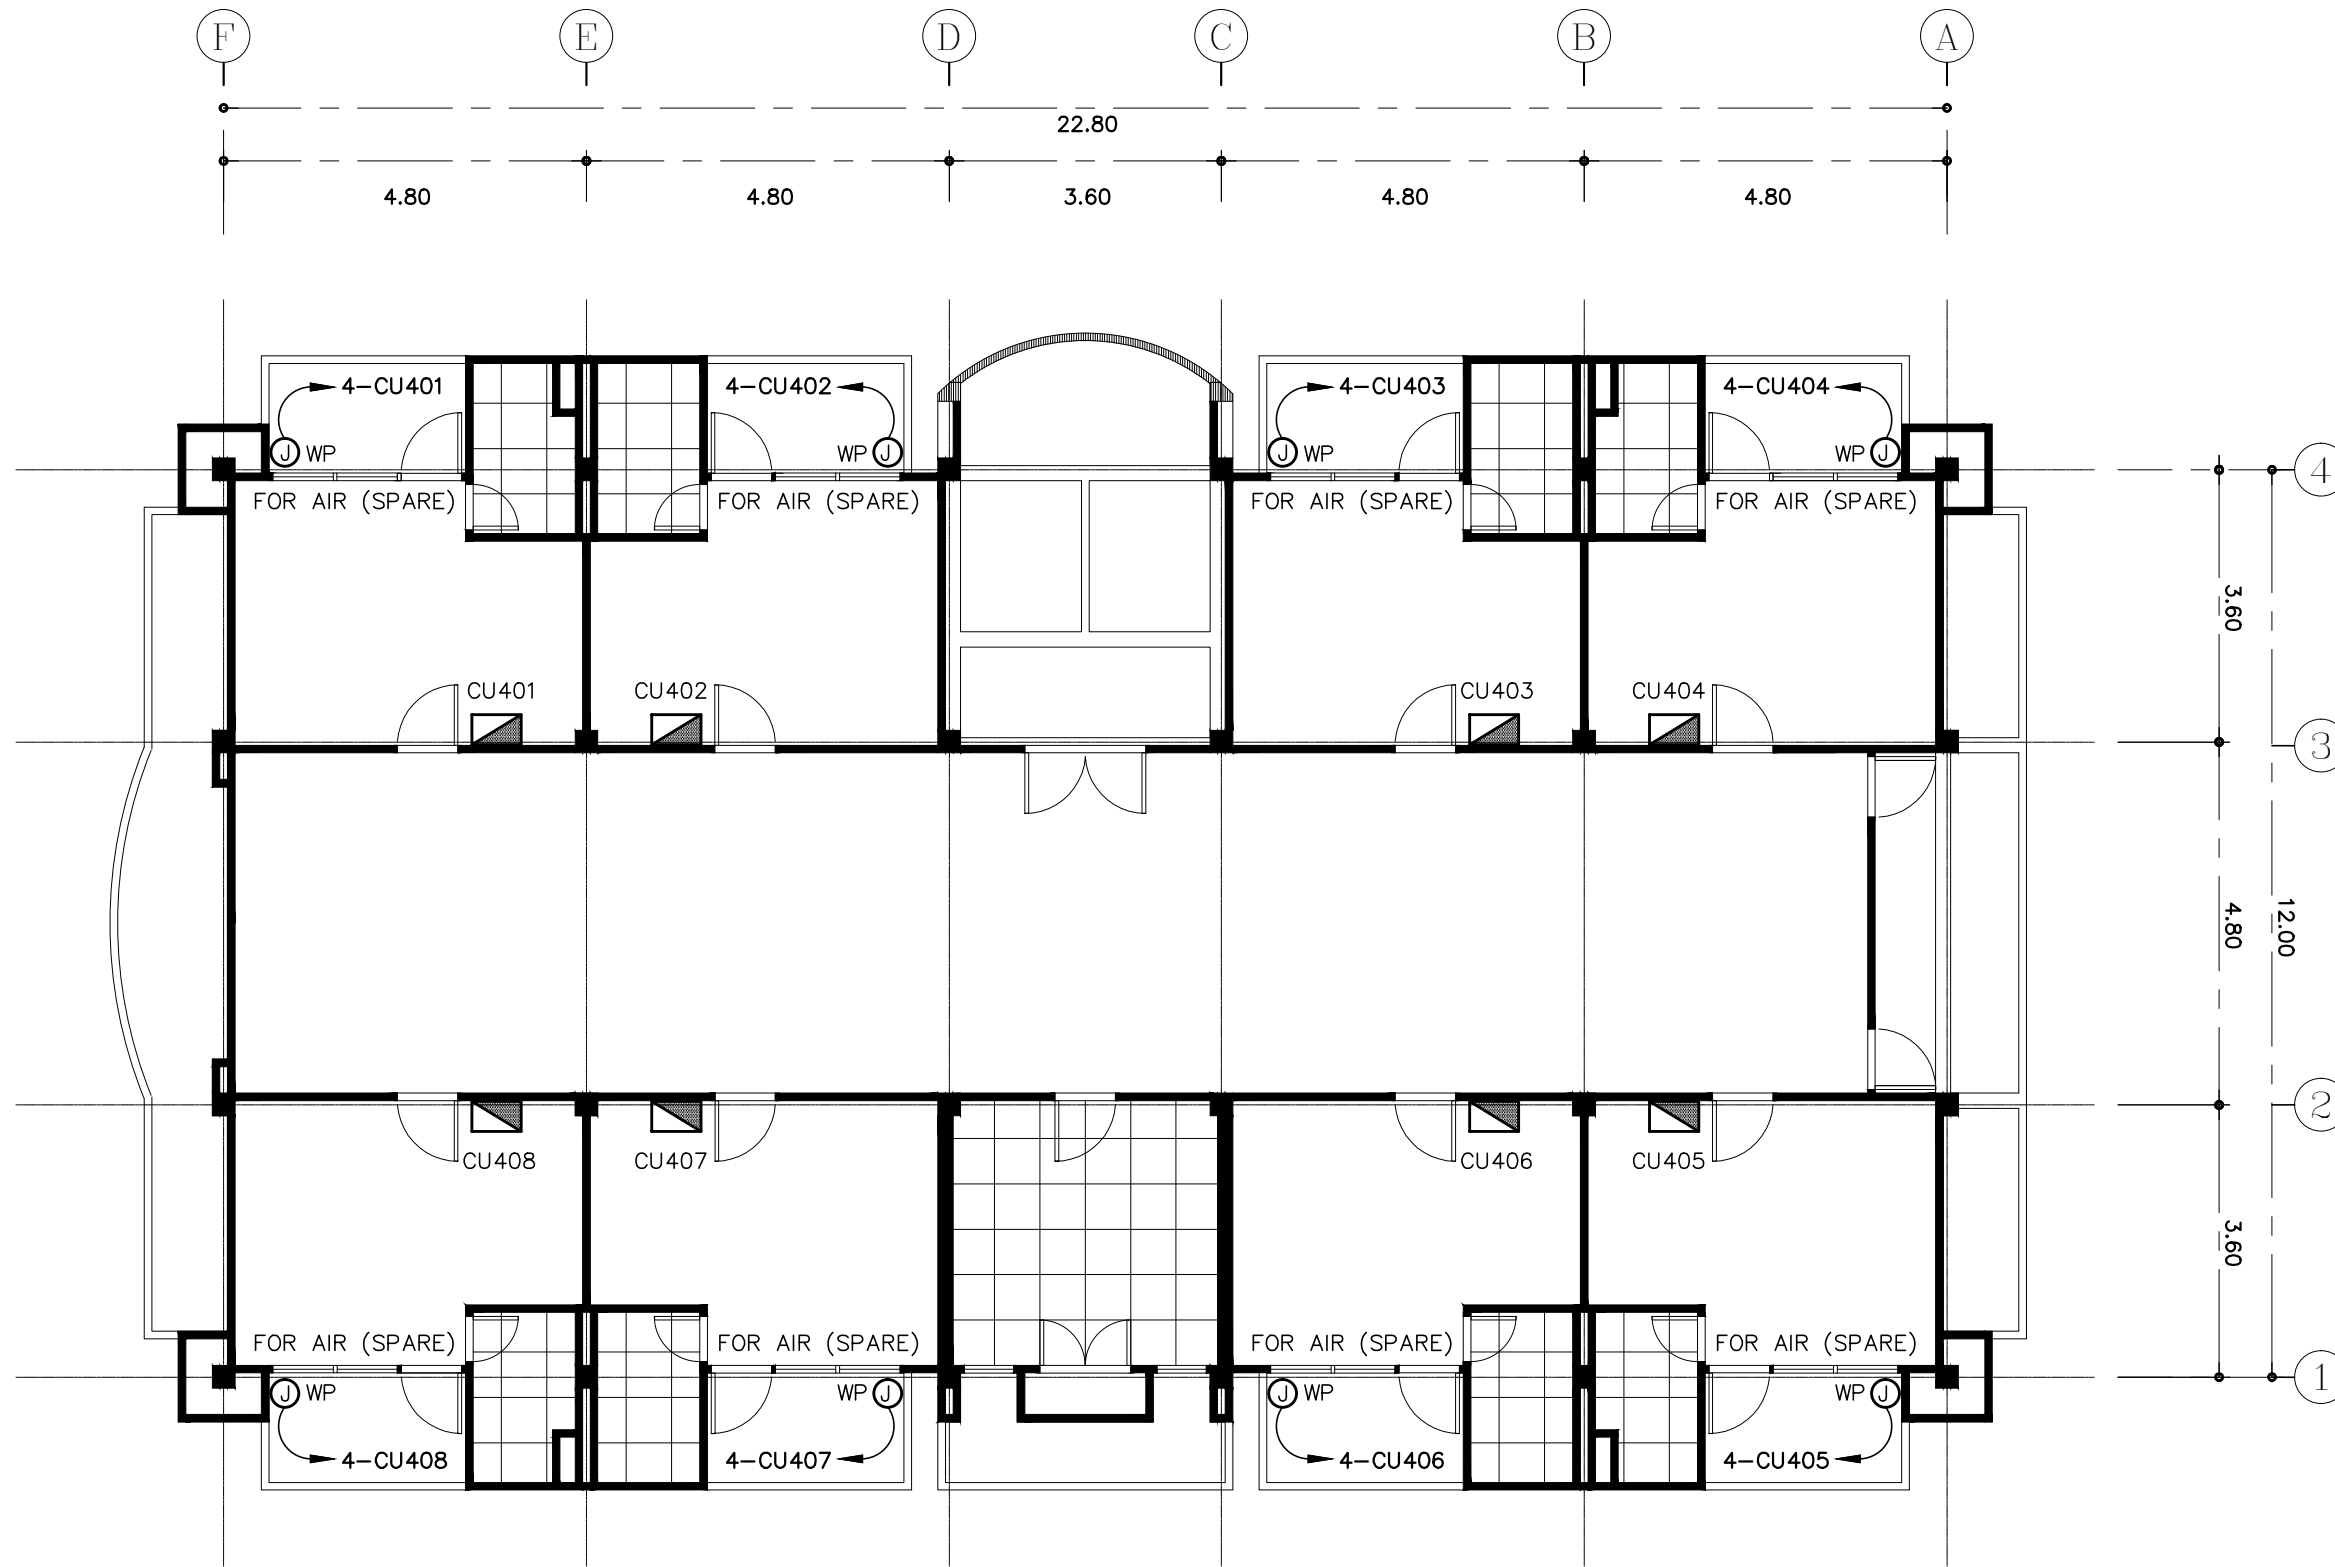 F E D C B A
22.80
4.80 4.80 3.60 4.80 4.80
4-CU401 4-CU402 4-CU403 4-CU404
J WP WP J J WP WP J
4
FOR AIR (SPARE) FOR AIR (SPARE) FOR AIR (SPARE) FOR AIR (SPARE)
3.60
CU401 CU402 CU403 CU404
3
4.80 12.00
2
CU408 CU407 CU406 CU405
3.60
FOR AIR (SPARE) FOR AIR (SPARE) FOR AIR (SPARE) FOR AIR (SPARE)
1
J WP WP J J WP WP J
4-CU408 4-CU407 4-CU406 4-CU405